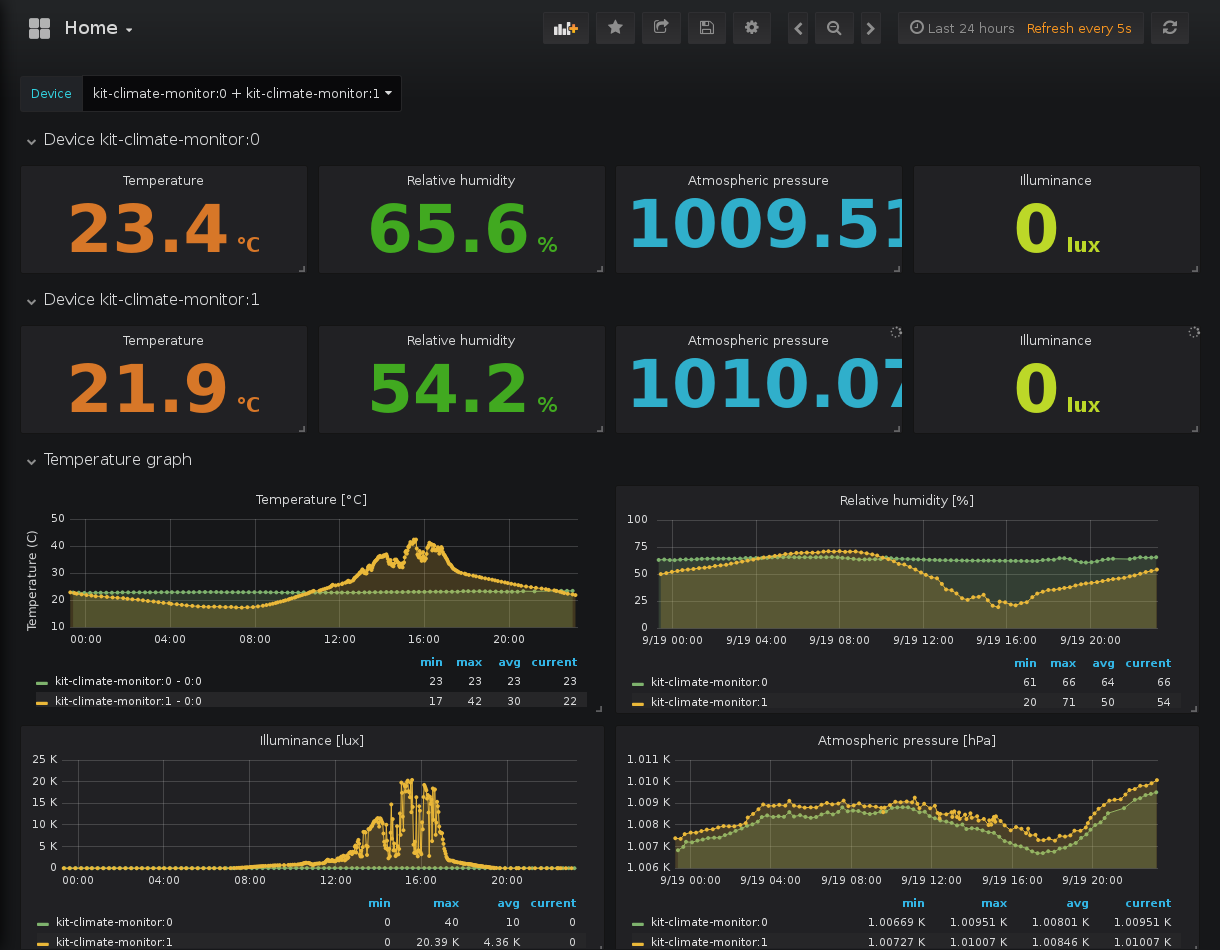 Home
Last 24 hours Refresh every 5s
Device kit-climate-monitor:0 + kit-climate-monitor:1
Device kit-climate-monitor:0
Temperature Relative humidity Atmospheric pressure Illuminance
23.4 °C 65.6 % 1009.51 0 lux
Device kit-climate-monitor:1
Temperature Relative humidity Atmospheric pressure Illuminance
21.9 °C 54.2 % 1010.07 0 lux
Temperature graph
Temperature [°C]
Temperature (C)
50
40
30
20
10
00:00 04:00 08:00 12:00 16:00 20:00
min max avg current
kit-climate-monitor:0 - 0:0 23 23 23 23
kit-climate-monitor:1 - 0:0 17 42 30 22
Relative humidity [%]
100
75
50
25
0
9/19 00:00 9/19 04:00 9/19 08:00 9/19 12:00 9/19 16:00 9/19 20:00
min max avg current
kit-climate-monitor:0 61 66 64 66
kit-climate-monitor:1 20 71 50 54
Illuminance [lux]
25 K
20 K
15 K
10 K
5 K
0
00:00 04:00 08:00 12:00 16:00 20:00
min max avg current
kit-climate-monitor:0 0 40 10 0
kit-climate-monitor:1 0 20.39 K 4.36 K 0
Atmospheric pressure [hPa]
1.011 K
1.010 K
1.009 K
1.008 K
1.007 K
1.006 K
9/19 00:00 9/19 04:00 9/19 08:00 9/19 12:00 9/19 16:00 9/19 20:00
min max avg current
kit-climate-monitor:0 1.00669 K 1.00951 K 1.00801 K 1.00951 K
kit-climate-monitor:1 1.00727 K 1.01007 K 1.00846 K 1.01007 K